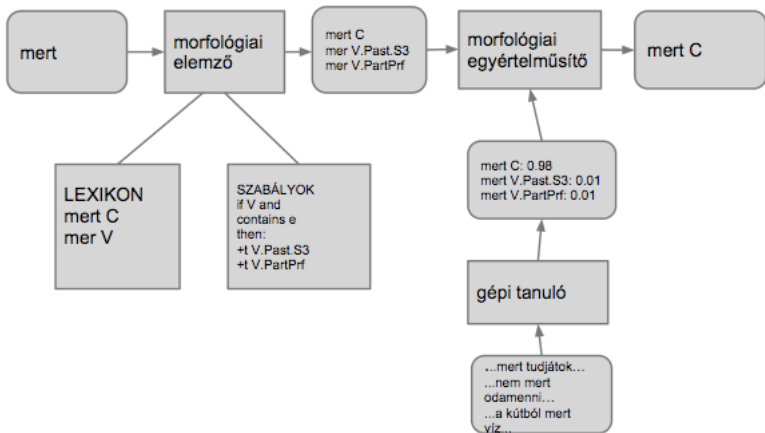 mert
morfológiai
elemző
mert C
mer V.Past.S3
mer V.PartPrf
morfológiai
egyértelműsítő
mert C
LEXIKON
mert C
mer V
SZABÁLYOK
if V and
contains e
then:
+t V.Past.S3
+t V.PartPrf
mert C: 0.98
mert V.Past.S3: 0.01
mert V.PartPrf: 0.01
gépi tanuló
...mert tudjátok...
...nem mert
odamenni...
...a kútból mert
víz...